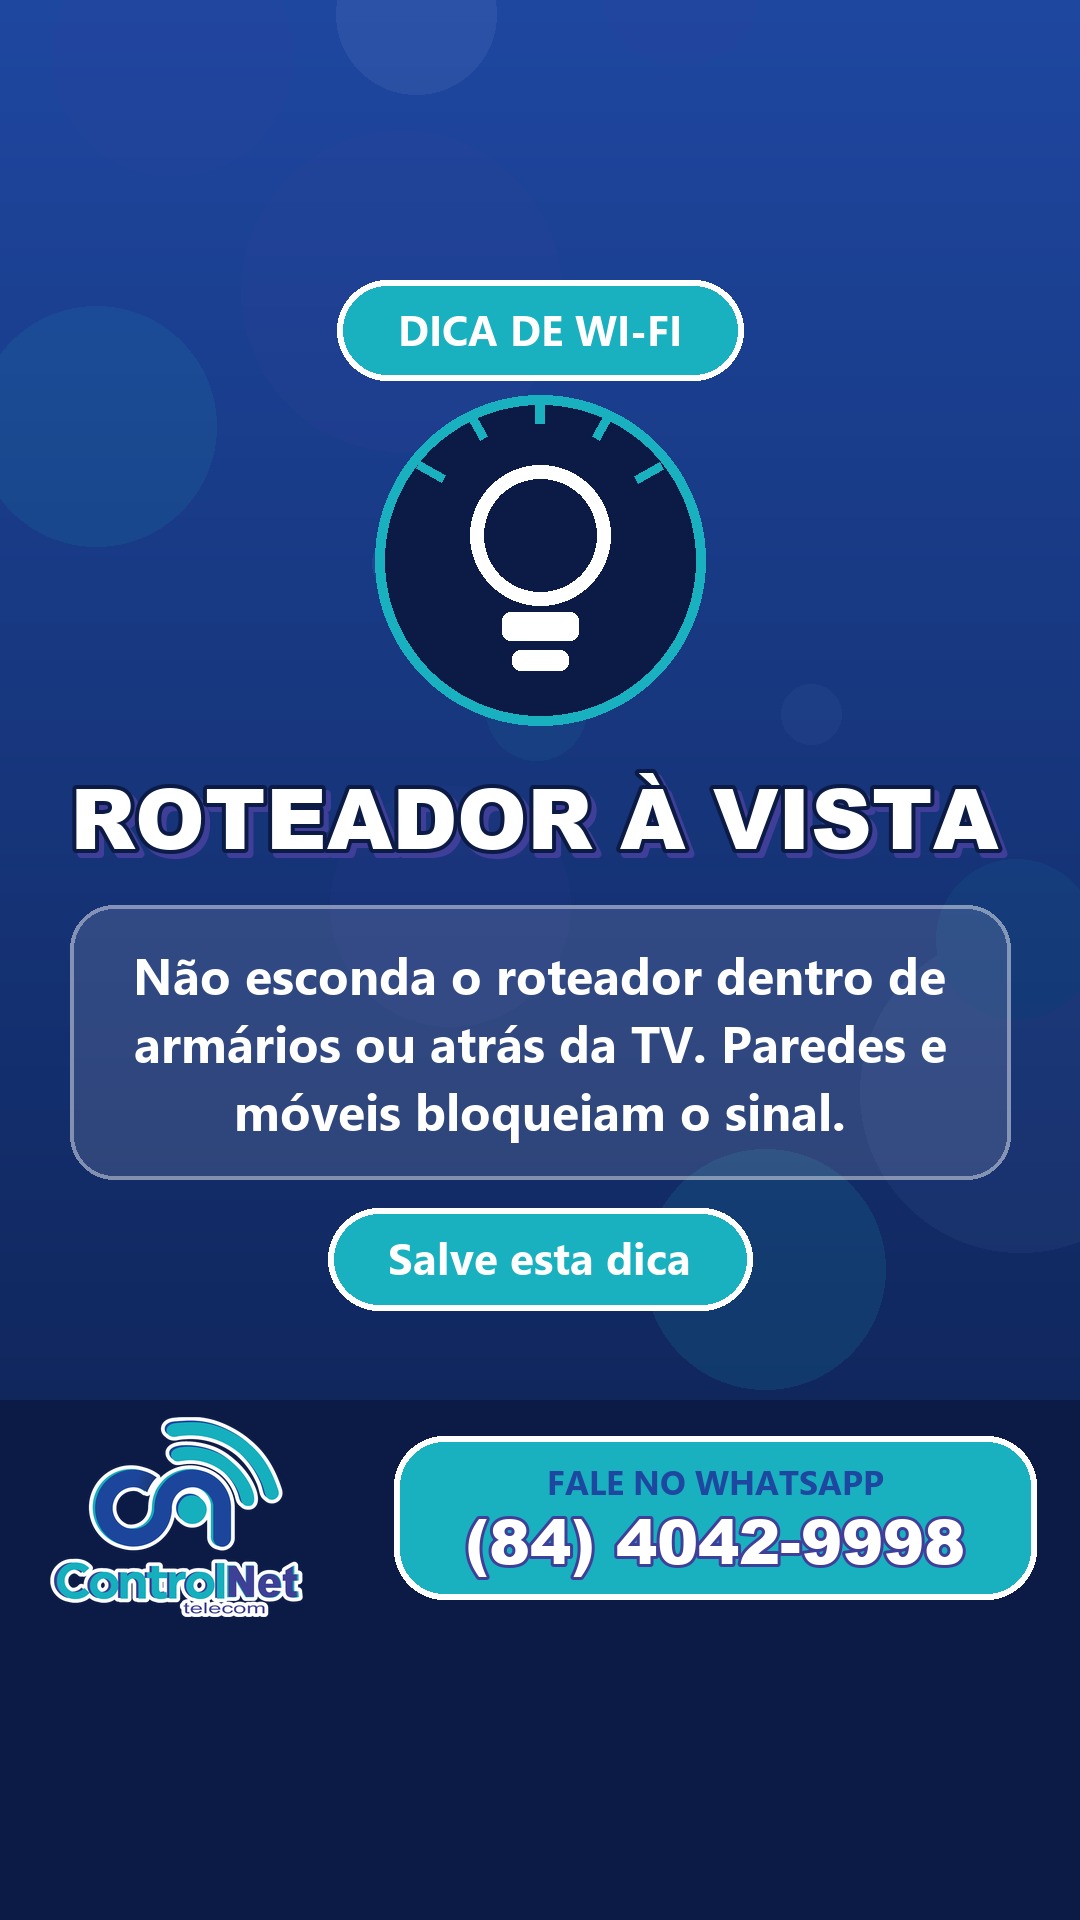 DICA DE WI-FI
ROTEADOR À VISTA
Não esconda o roteador dentro de
armários ou atrás da TV. Paredes e
móveis bloqueiam o sinal.
Salve esta dica
ControlNet
telecom
FALE NO WHATSAPP
(84) 4042-9998